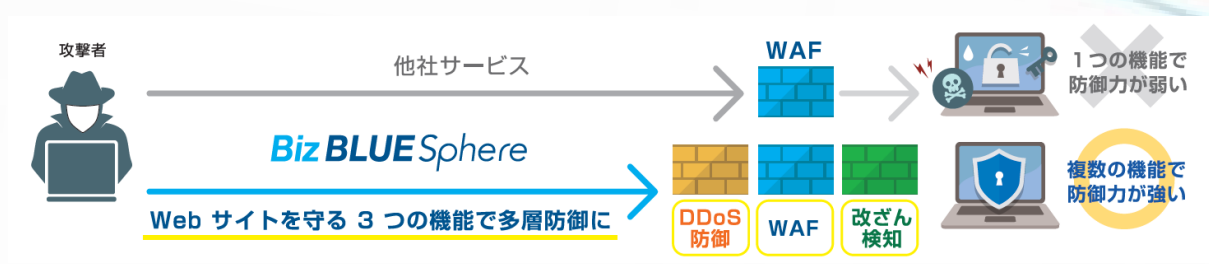 攻撃者
他社サービス
WAF
1つの機能で
防御力が弱い
Biz BLUE Sphere
Web サイトを守る 3 つの機能で多層防御に
DDoS
防御
WAF
改ざん
検知
複数の機能で
防御力が強い